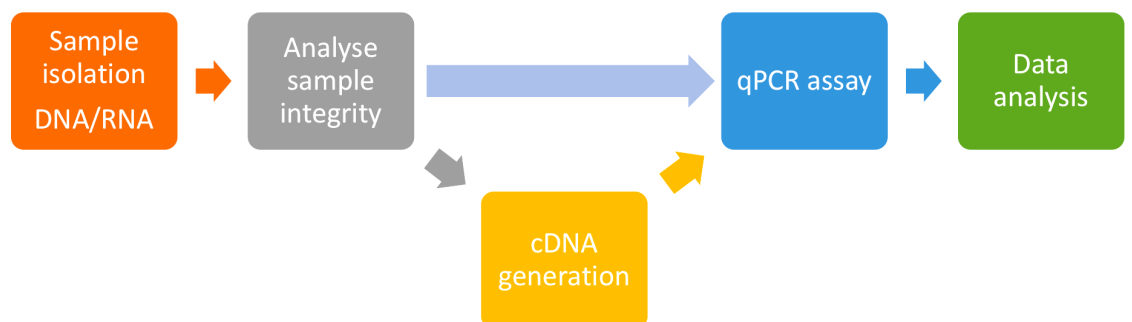 Sample
isolation
DNA/RNA
Analyse
sample
integrity
cDNA
generation
qPCR assay
Data
analysis